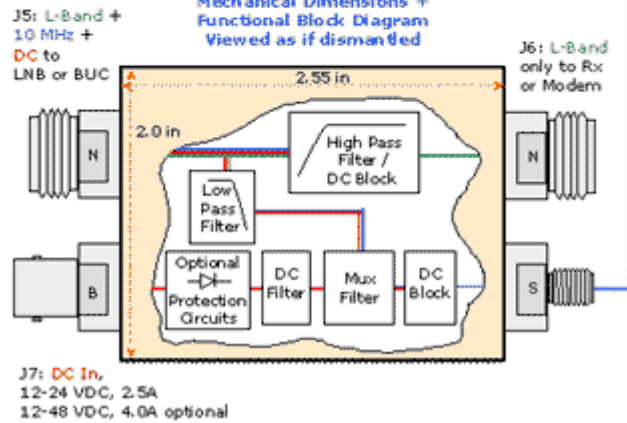 Mechanical Dimensions +
Functional Block Diagram
Viewed as if dismantled
J5: L-Band +
10 MHz +
DC to
LNB or BUC
J6: L-Band
only to Rx
or Modem
2.55 in
2.0 in
N
High Pass
Filter /
DC Block
N
Low
Pass
Filter
B
Optional
Protection
Circuits
DC
Filter
Mux
Filter
DC
Block
S
J7: DC In,
12-24 VDC, 2.5A
12-48 VDC, 4.0A optional